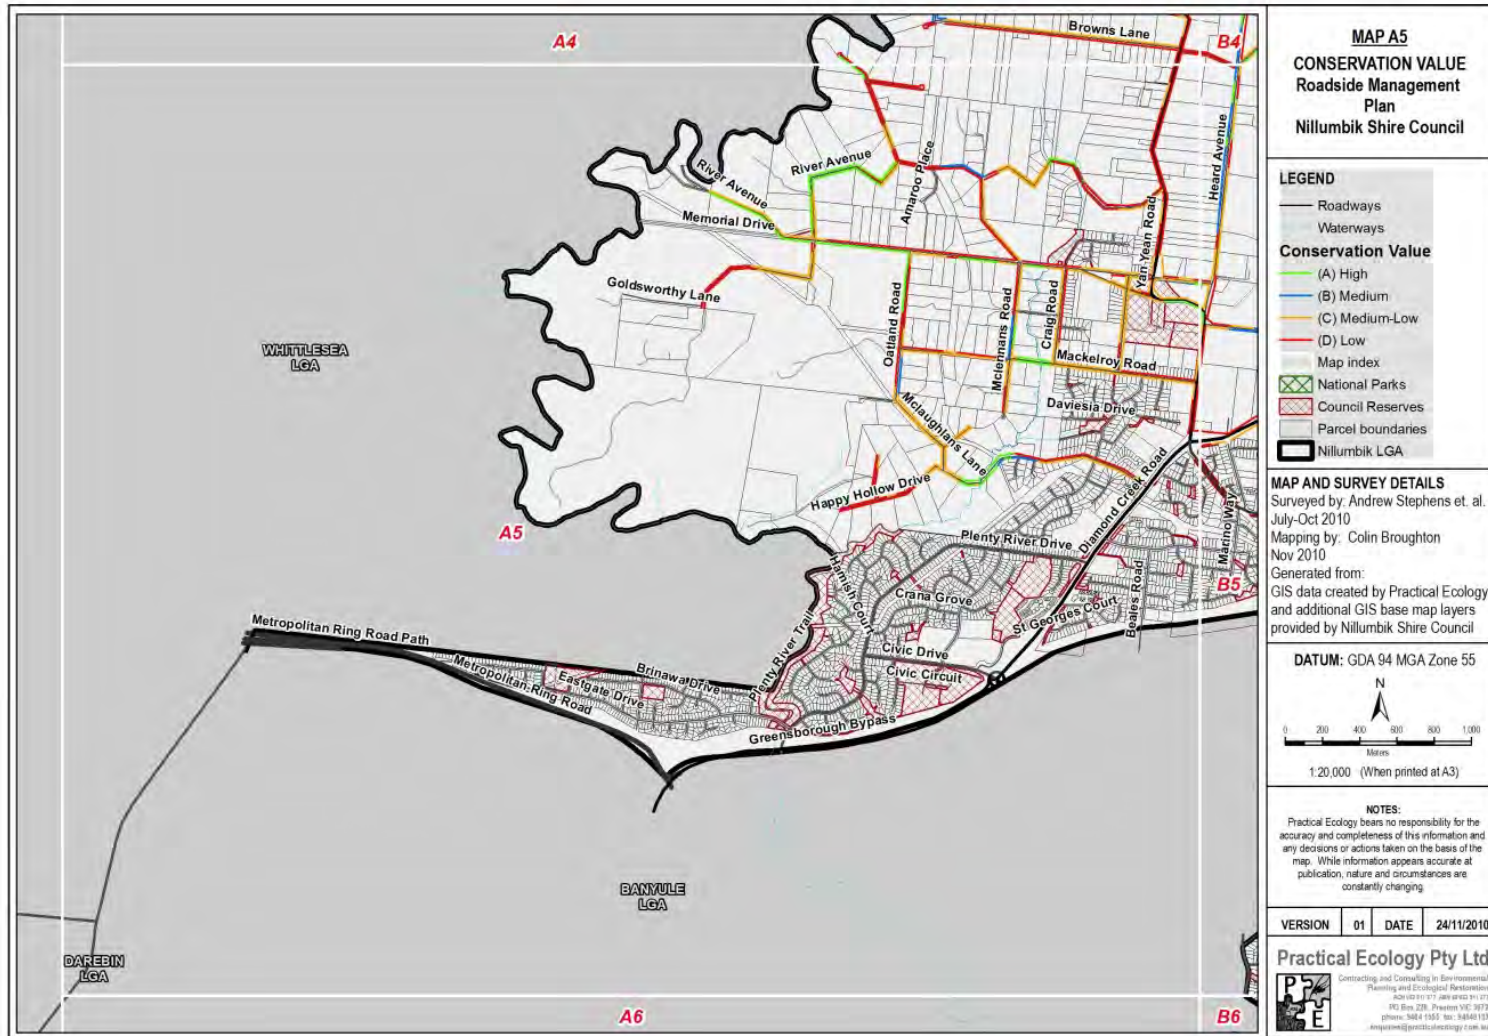 A4
B4
A5
B5
A6
B6
Browns Lane
River Avenue
River Avenue
Amaroo Place
Heard Avenue
Memorial Drive
Yan Yean Road
Goldsworthy Lane
Oatland Road
Mclennans Road
Craig Road
Mackelroy Road
WHITTLESEA
LGA
Mclaughlans Lane
Daviesia Drive
Happy Hollow Drive
Diamond Creek Road
Marino Way
Plenty River Drive
Hamish Court
Crana Grove
St Georges Court
Beales Road
Plenty River Trail
Civic Drive
Civic Circuit
Metropolitan Ring Road Path
Metropolitan Ring Road
Eastgate Drive
Brinawa Drive
Greensborough Bypass
BANYULE
LGA
DAREBIN
LGA
MAP A5
CONSERVATION VALUE
Roadside Management
Plan
Nillumbik Shire Council
LEGEND
Roadways
Waterways
Conservation Value
(A) High
(B) Medium
(C) Medium-Low
(D) Low
Map index
National Parks
Council Reserves
Parcel boundaries
Nillumbik LGA
MAP AND SURVEY DETAILS
Surveyed by: Andrew Stephens et. al.
July-Oct 2010
Mapping by: Colin Broughton
Nov 2010
Generated from:
GIS data created by Practical Ecology
and additional GIS base map layers
provided by Nillumbik Shire Council
DATUM: GDA 94 MGA Zone 55
N
0 200 400 600 800 1,000
Meters
1:20,000 (When printed at A3)
NOTES:
Practical Ecology bears no responsibility for the
accuracy and completeness of this information and
any decisions or actions taken on the basis of the
map. While information appears accurate at
publication, nature and circumstances are
constantly changing
VERSION 01 DATE 24/11/2010
Practical Ecology Pty Ltd
Contracting and Consulting in Environmental
Planning and Ecological Restoration
P E